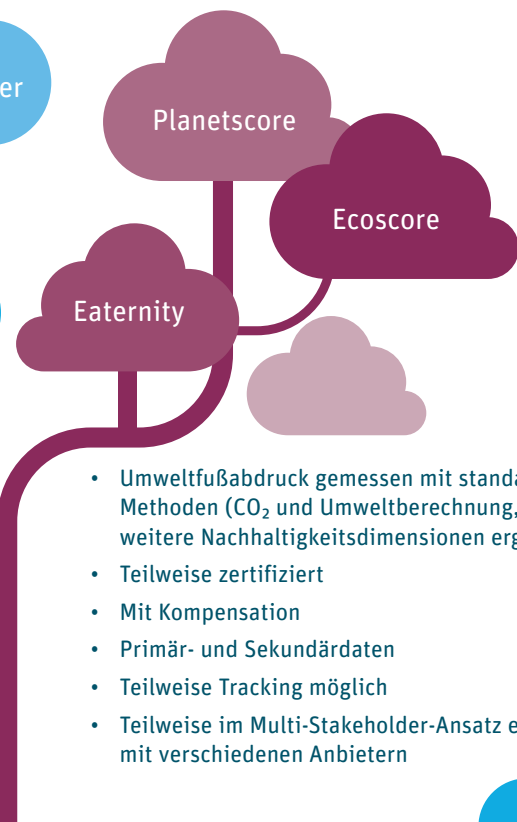 er
Planetscore
Ecoscore
Eaternity
• Umweltfußabdruck gemessen mit standa
Methoden (CO₂ und Umweltberechnung,
weitere Nachhaltigkeitsdimensionen erg
• Teilweise zertifiziert
• Mit Kompensation
• Primär- und Sekundärdaten
• Teilweise Tracking möglich
• Teilweise im Multi-Stakeholder-Ansatz e
mit verschiedenen Anbietern